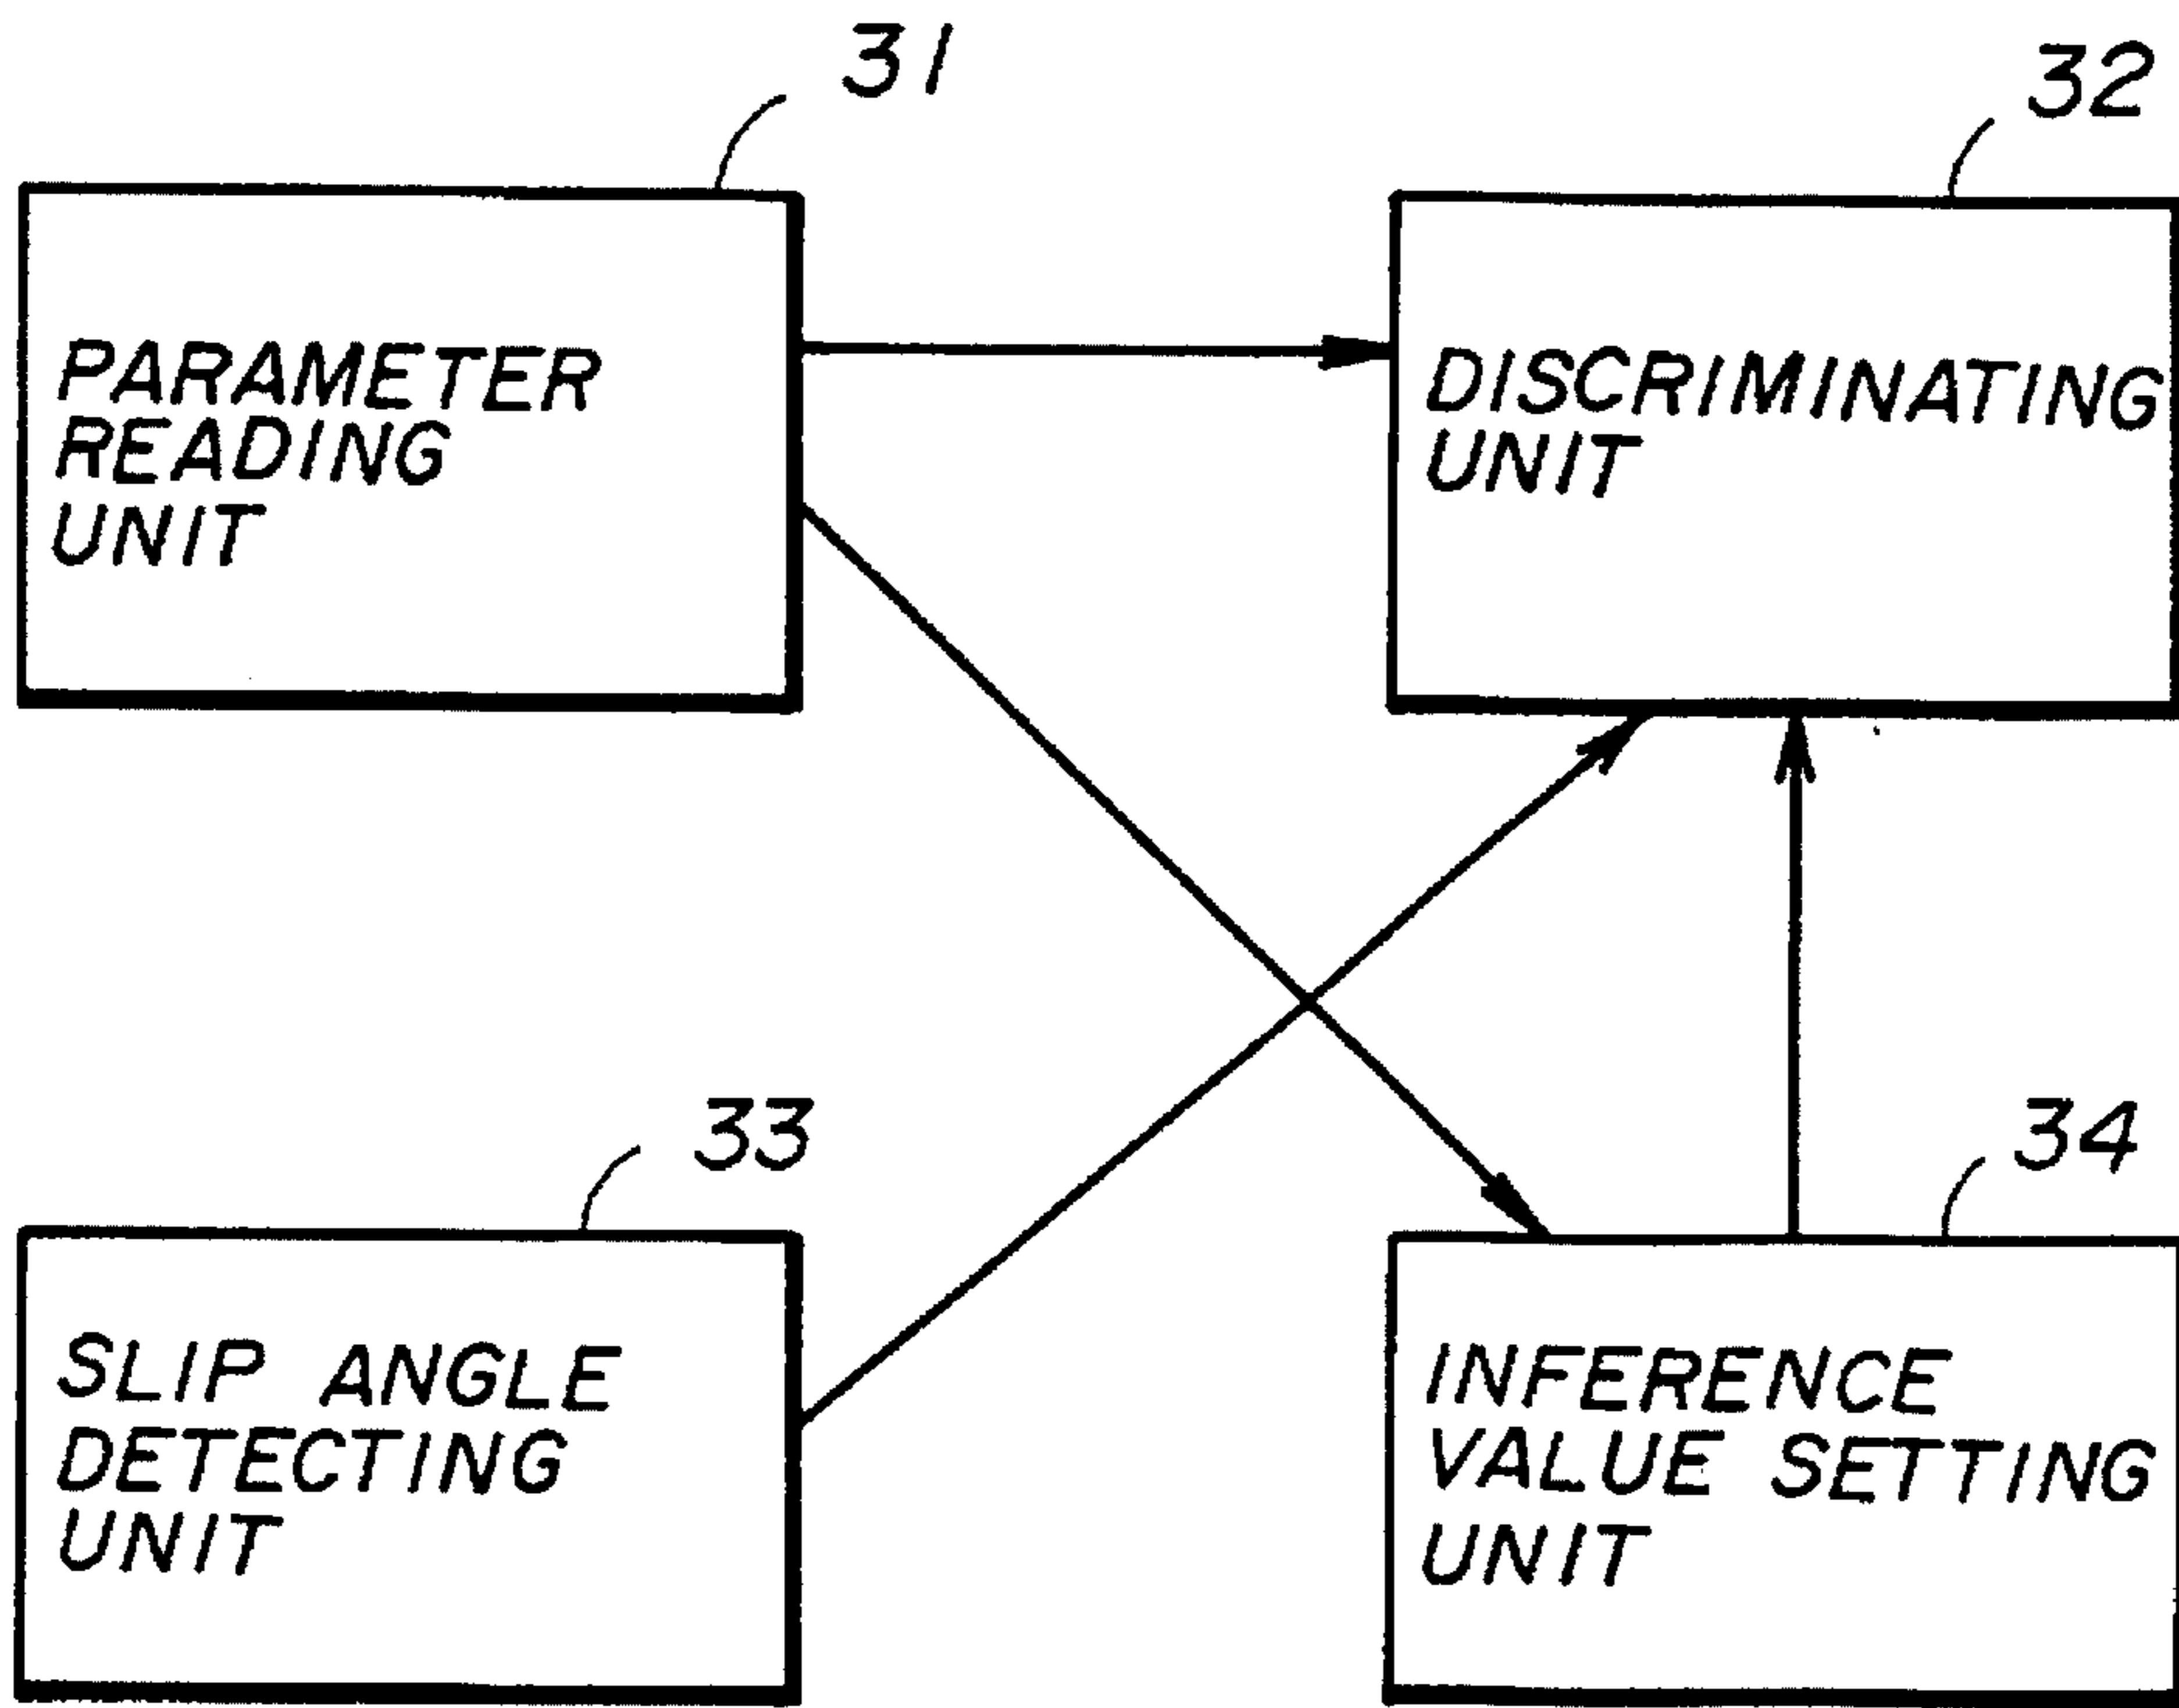 31
32
PARAMETER
READING
UNIT
DISCRIMINATING
UNIT
33
34
SLIP ANGLE
DETECTING
UNIT
INFERENCE
VALUE SETTING
UNIT